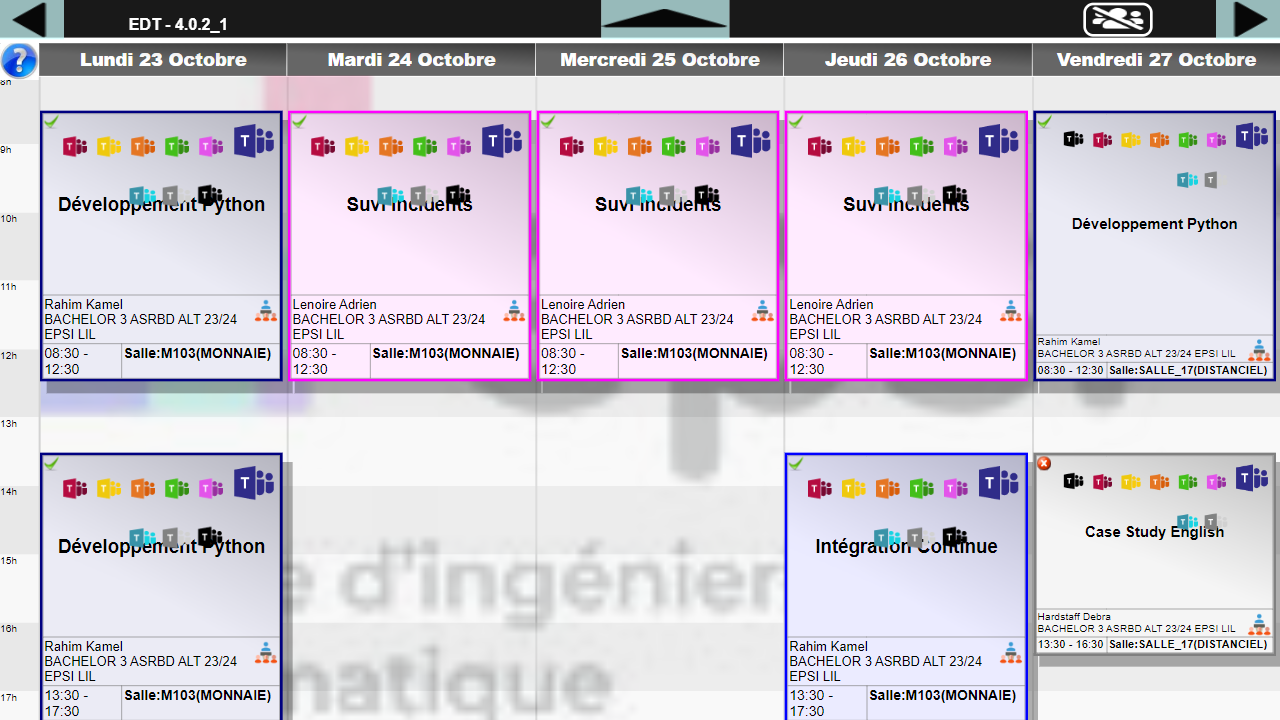 EDT - 4.0.2_1
Lundi 23 Octobre
Mardi 24 Octobre
Mercredi 25 Octobre
Jeudi 26 Octobre
Vendredi 27 Octobre
8h
9h
10h
11h
12h
13h
14h
15h
16h
17h
Développement Python
Rahim Kamel
BACHELOR 3 ASRBD ALT 23/24
EPSI LIL
08:30 -
12:30
Salle:M103(MONNAIE)
Suvi Incidents
Lenoire Adrien
BACHELOR 3 ASRBD ALT 23/24
EPSI LIL
08:30 -
12:30
Salle:M103(MONNAIE)
Suvi Incidents
Lenoire Adrien
BACHELOR 3 ASRBD ALT 23/24
EPSI LIL
08:30 -
12:30
Salle:M103(MONNAIE)
Suvi Incidents
Lenoire Adrien
BACHELOR 3 ASRBD ALT 23/24
EPSI LIL
08:30 -
12:30
Salle:M103(MONNAIE)
Développement Python
Rahim Kamel
BACHELOR 3 ASRBD ALT 23/24 EPSI LIL
08:30 - 12:30
Salle:SALLE_17(DISTANCIEL)
Développement Python
Rahim Kamel
BACHELOR 3 ASRBD ALT 23/24
EPSI LIL
13:30 -
17:30
Salle:M103(MONNAIE)
Intégration Continue
Rahim Kamel
BACHELOR 3 ASRBD ALT 23/24
EPSI LIL
13:30 -
17:30
Salle:M103(MONNAIE)
Case Study English
Hardstaff Debra
BACHELOR 3 ASRBD ALT 23/24 EPSI LIL
13:30 - 16:30
Salle:SALLE_17(DISTANCIEL)